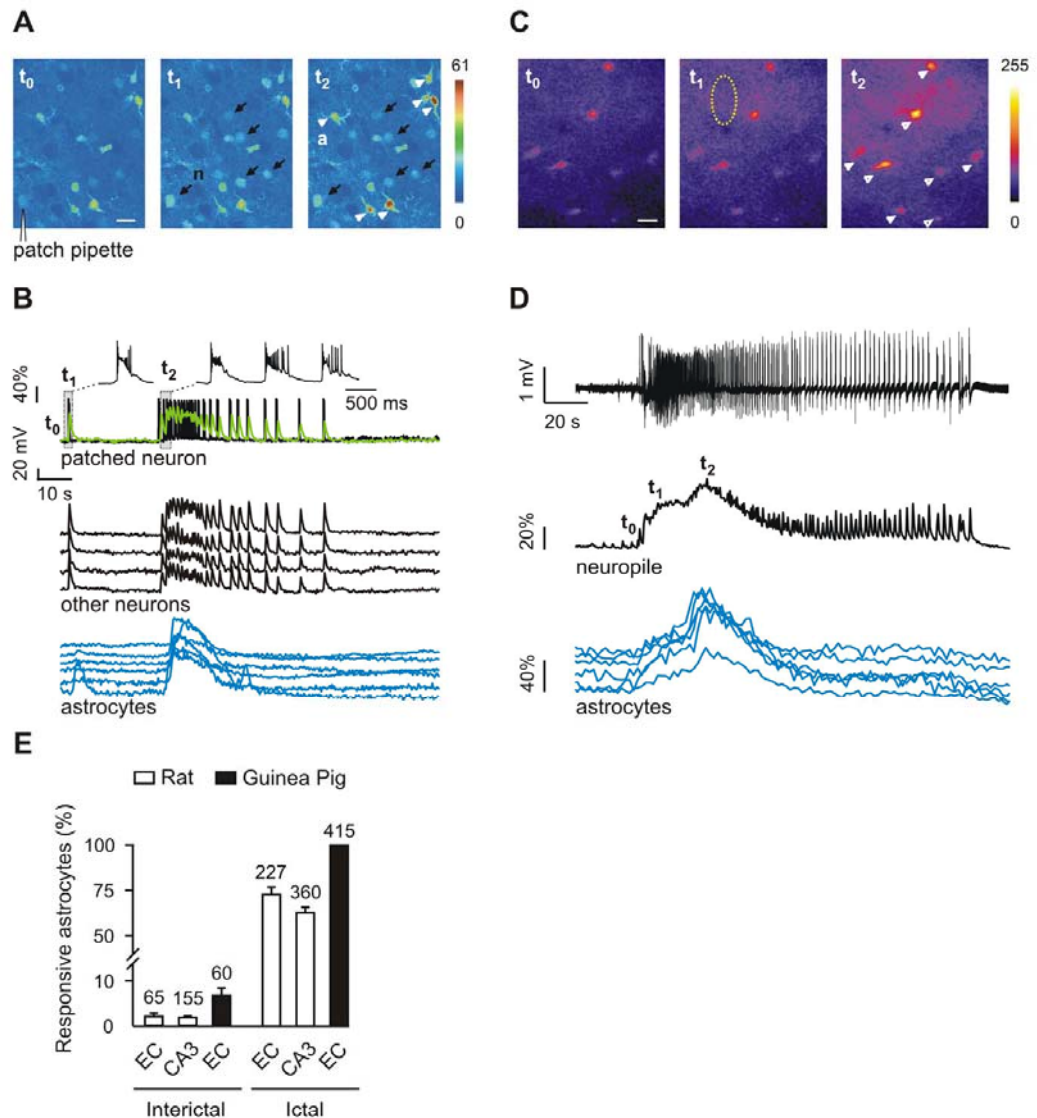 A
t0
t1
t2
n
a
61
0
patch pipette
C
t0
t1
t2
255
0
B
40%
20 mV
t1
t2
t0
500 ms
patched neuron
10 s
other neurons
astrocytes
D
1 mV
20 s
t0
t1
t2
20%
neuropile
40%
astrocytes
E
Rat
Guinea Pig
Responsive astrocytes (%)
100
75
50
10
0
65
155
60
227
360
415
EC
CA3
EC
EC
CA3
EC
Interictal
Ictal